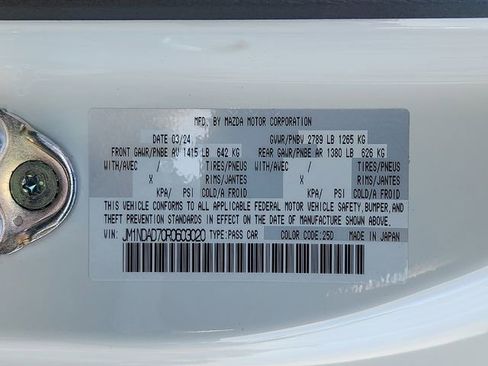 MFD. BY MAZDA MOTOR CORPORATION
DATE 03/24 GVWR/PNBV 2789 LB 1265 KG
FRONT GAWR/PNBE AV 1415 LB 642 KG REAR GAWR/PNBE AR 1380 LB 626 KG
WITH/AVEC / TIRES/PNEUS WITH/AVEC / TIRES/PNEUS
X RIMS/JANTES X RIMS/JANTES
KPA/ PSI COLD/A FROID KPA/ PSI COLD/A FROID
THIS VEHICLE CONFORMS TO ALL APPLICABLE FEDERAL MOTOR VEHICLE SAFETY, BUMPER, AND
THEFT PREVENTION STANDARDS IN EFFECT ON THE DATE OF MANUFACTURE SHOWN ABOVE.
VIN: JM1NDAD70R0603020 TYPE:PASS CAR COLOR CODE:25D MADE IN JAPAN